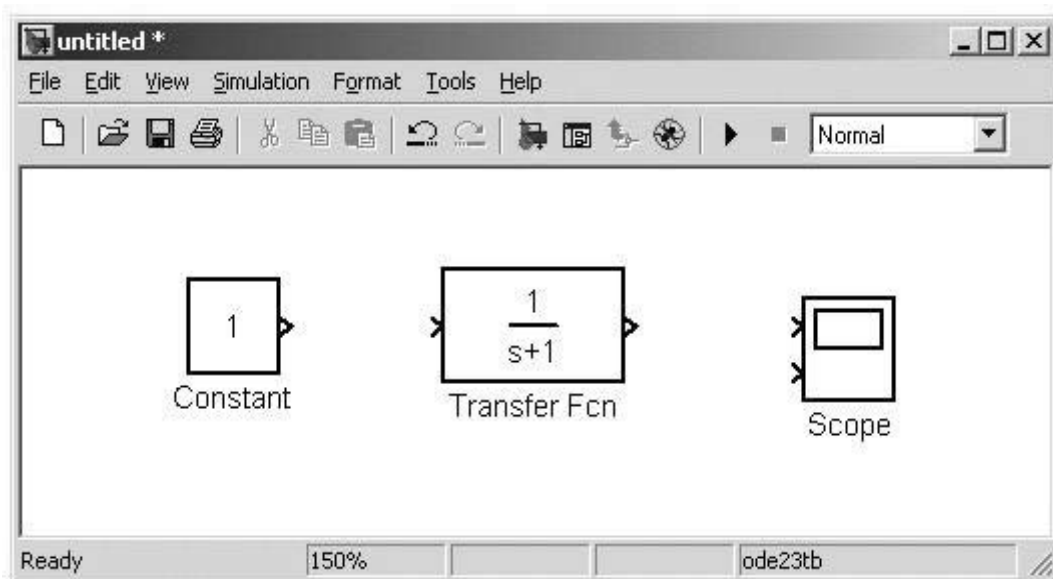 untitled *
File Edit View Simulation Format Tools Help
Normal
1
Constant
1
s+1
Transfer Fcn
Scope
Ready 150% ode23tb